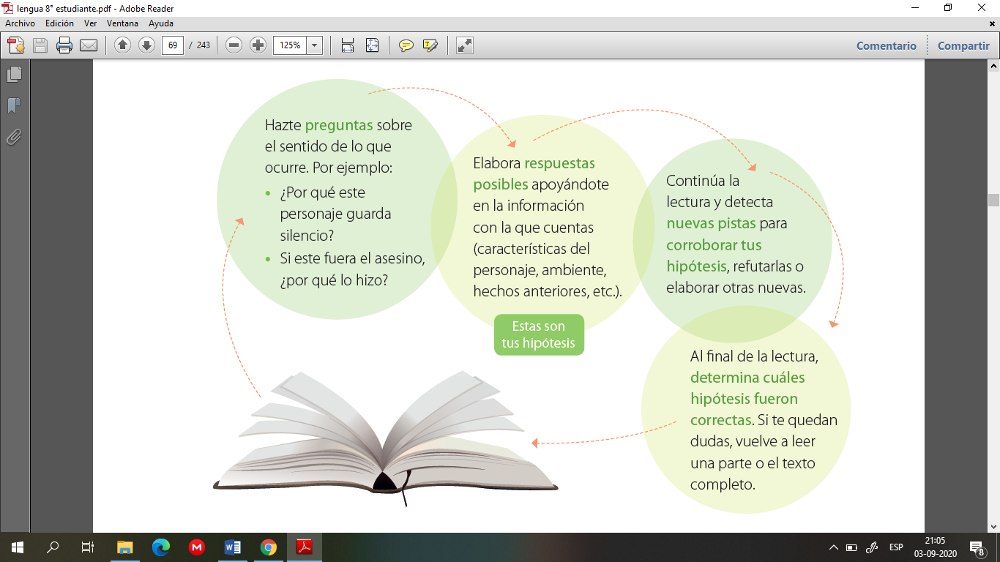 lengua 8° estudiante.pdf - Adobe Reader
Archivo Edición Ver Ventana Ayuda
69 / 243 125% Comentario Compartir
Hazte preguntas sobre
el sentido de lo que
ocurre. Por ejemplo:
• ¿Por qué este
personaje guarda
silencio?
• Si este fuera el asesino,
¿por qué lo hizo?
Elabora respuestas
posibles apoyándote
en la información
con la que cuentas
(características del
personaje, ambiente,
hechos anteriores, etc.).
Estas son
tus hipótesis
Continúa la
lectura y detecta
nuevas pistas para
corroborar tus
hipótesis, refutarlas o
elaborar otras nuevas.
Al final de la lectura,
determina cuáles
hipótesis fueron
correctas. Si te quedan
dudas, vuelve a leer
una parte o el texto
completo.
ESP
21:05
03-09-2020
8